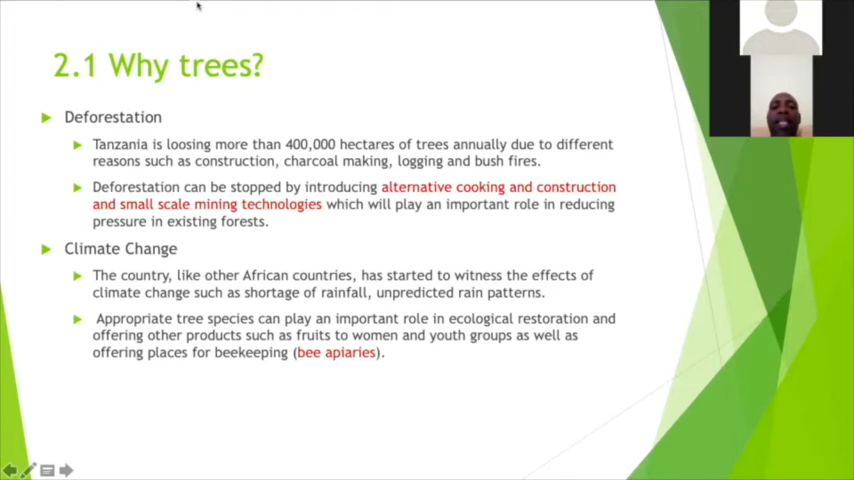 2.1 Why trees?
Deforestation
Tanzania is loosing more than 400,000 hectares of trees annually due to different
reasons such as construction, charcoal making, logging and bush fires.
Deforestation can be stopped by introducing alternative cooking and construction
and small scale mining technologies which will play an important role in reducing
pressure in existing forests.
Climate Change
The country, like other African countries, has started to witness the effects of
climate change such as shortage of rainfall, unpredicted rain patterns.
Appropriate tree species can play an important role in ecological restoration and
offering other products such as fruits to women and youth groups as well as
offering places for beekeeping (bee apiaries).